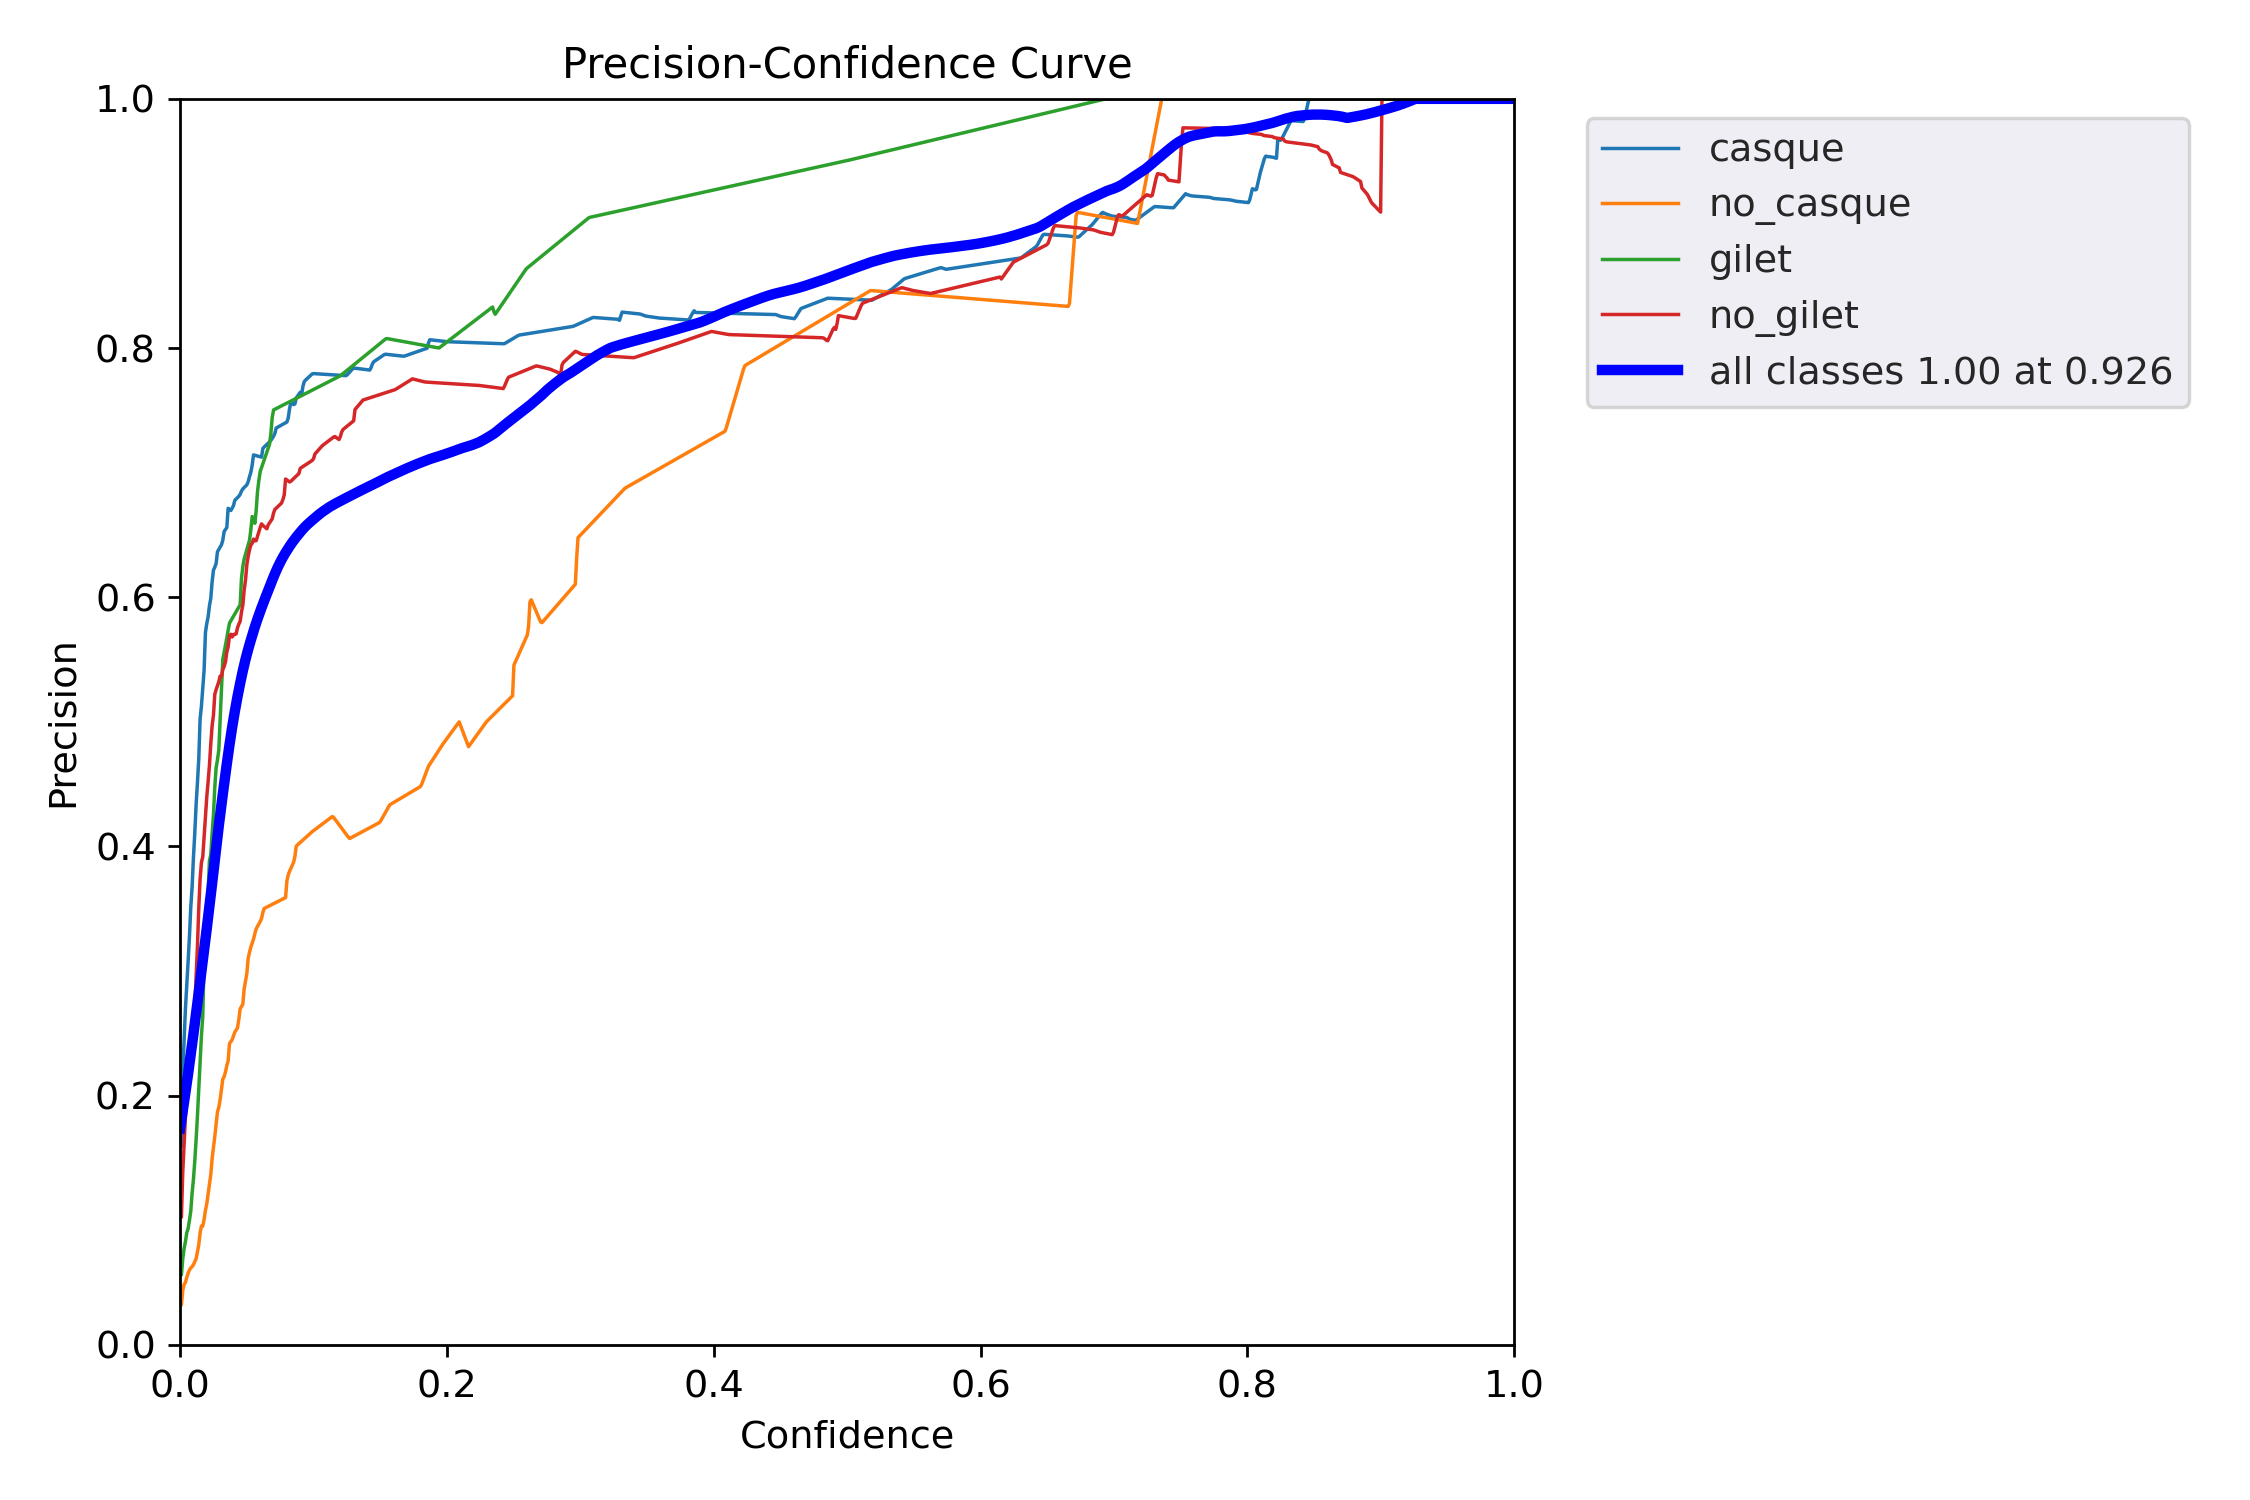 Precision-Confidence Curve
1.0
0.8
0.6
0.4
0.2
0.0
Precision
0.0 0.2 0.4 0.6 0.8 1.0
Confidence
casque
no_casque
gilet
no_gilet
all classes 1.00 at 0.926